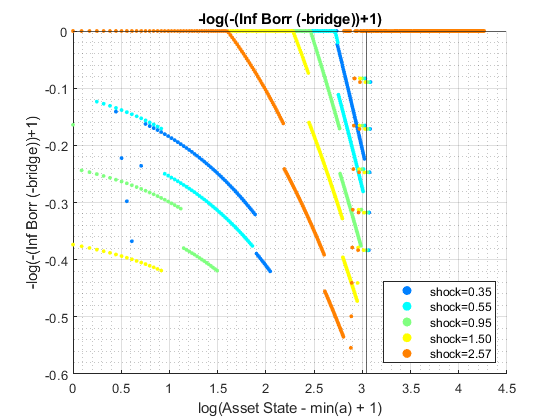 -log(-(Inf Borr (-bridge))+1)
-log(-(Inf Borr (-bridge))+1)
0
-0.1
-0.2
-0.3
-0.4
-0.5
-0.6
shock=0.35
shock=0.55
shock=0.95
shock=1.50
shock=2.57
0 0.5 1 1.5 2 2.5 3 3.5 4 4.5
log(Asset State - min(a) + 1)